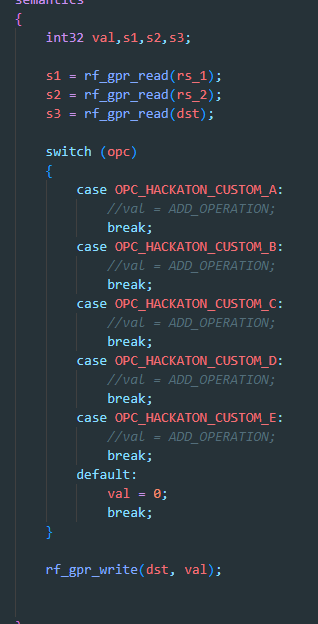 semantics
{
int32 val,s1,s2,s3;
s1 = rf_gpr_read(rs_1);
s2 = rf_gpr_read(rs_2);
s3 = rf_gpr_read(dst);
switch (opc)
{
case OPC_HACKATON_CUSTOM_A:
//val = ADD_OPERATION;
break;
case OPC_HACKATON_CUSTOM_B:
//val = ADD_OPERATION;
break;
case OPC_HACKATON_CUSTOM_C:
//val = ADD_OPERATION;
break;
case OPC_HACKATON_CUSTOM_D:
//val = ADD_OPERATION;
break;
case OPC_HACKATON_CUSTOM_E:
//val = ADD_OPERATION;
break;
default:
val = 0;
break;
}
rf_gpr_write(dst, val);
}